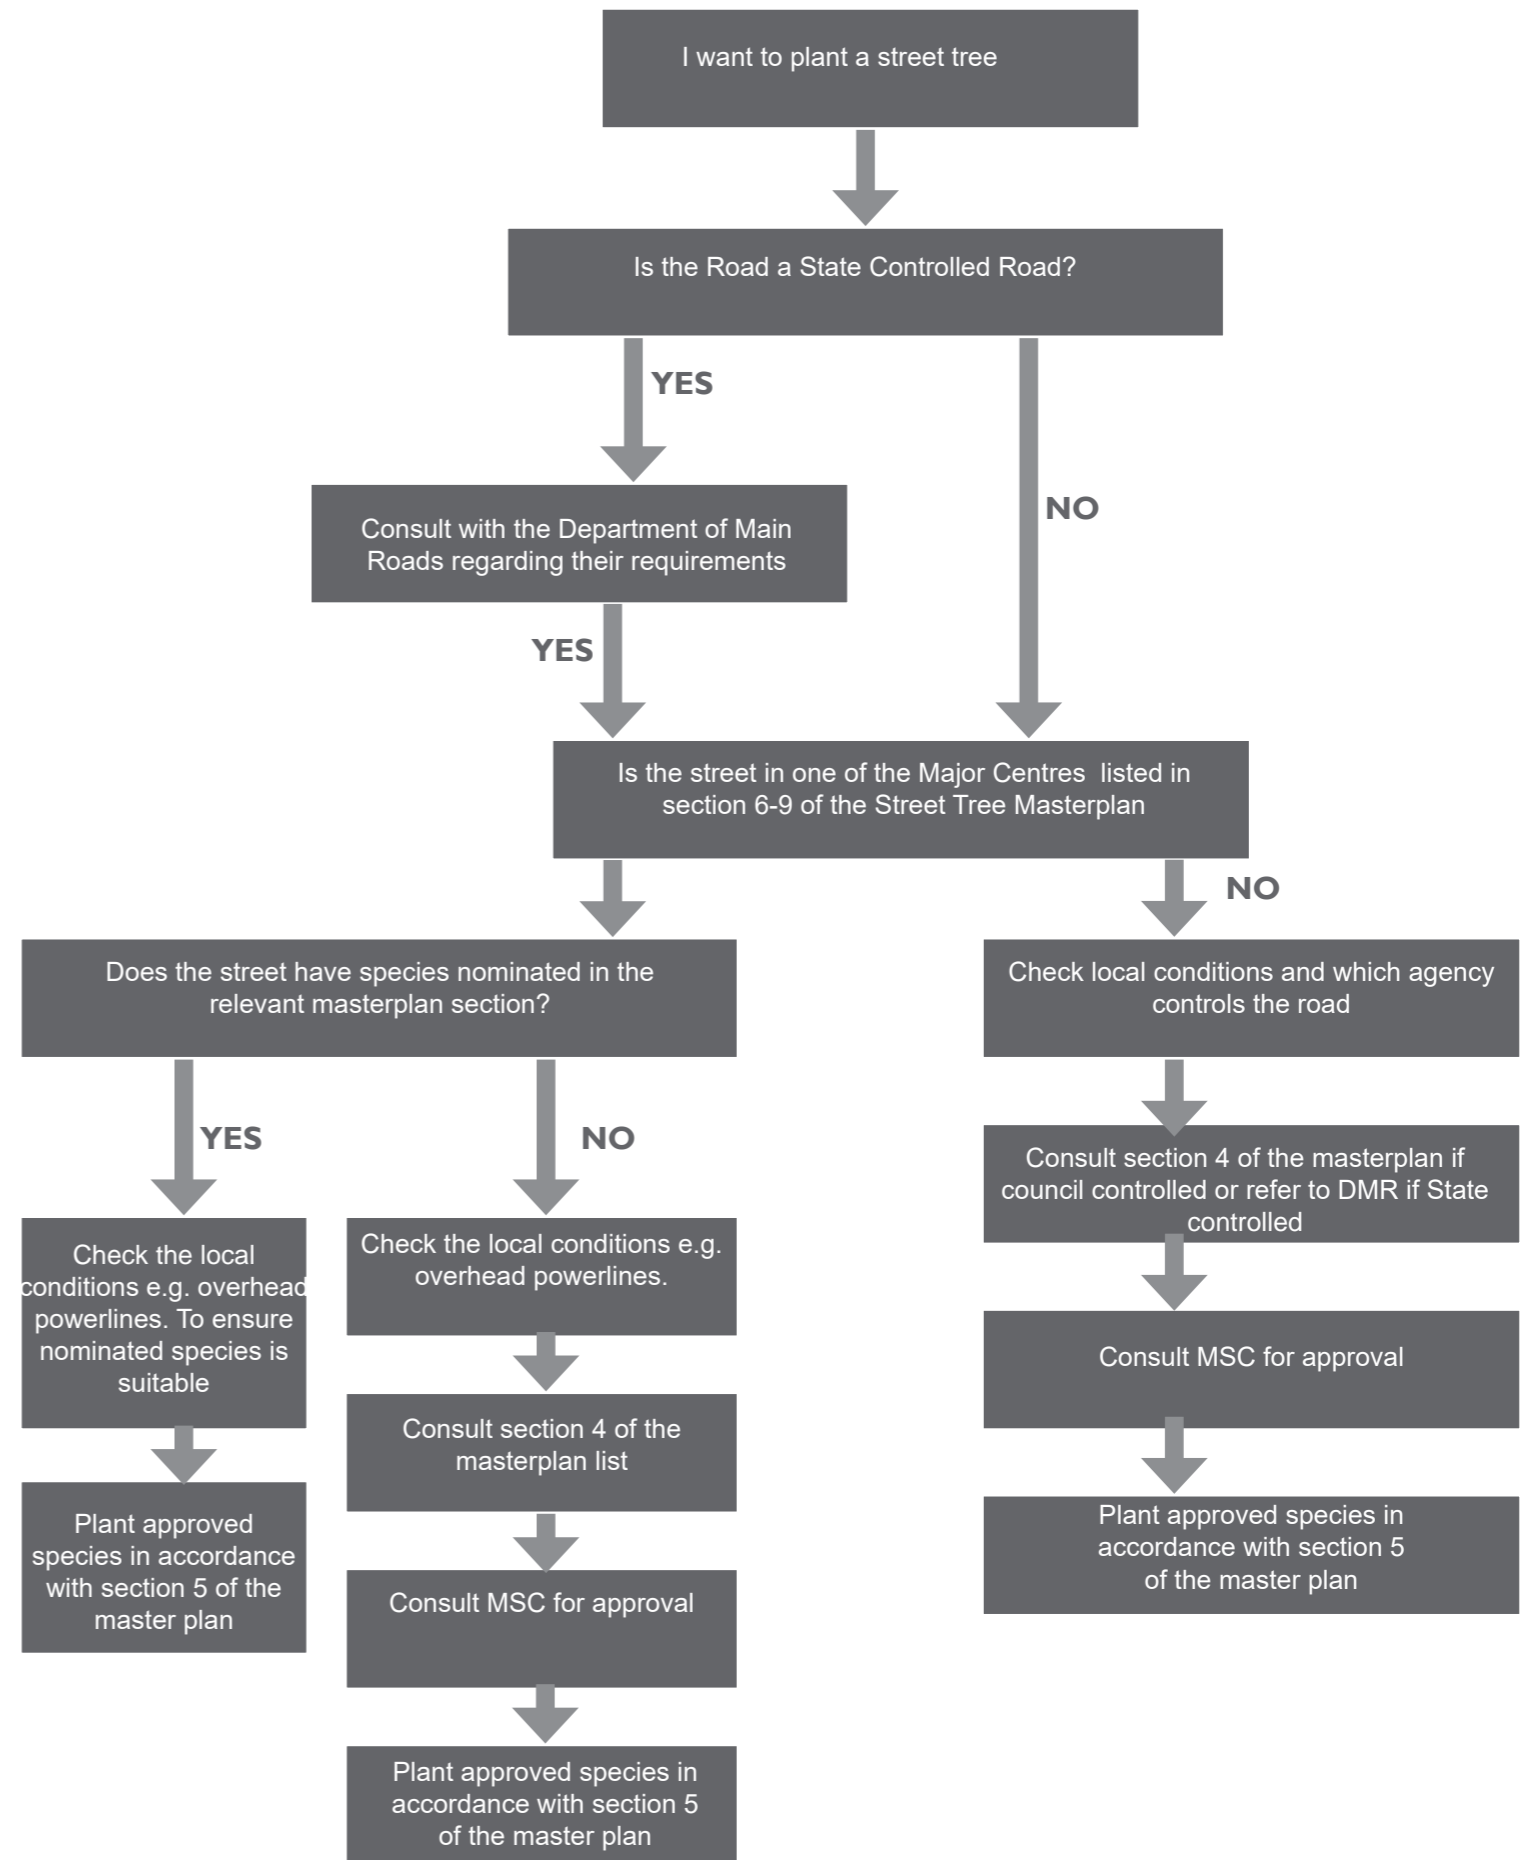 I want to plant a street tree
Is the Road a State Controlled Road?
YES
NO
Consult with the Department of Main
Roads regarding their requirements
YES
Is the street in one of the Major Centres  listed in
section 6-9 of the Street Tree Masterplan
NO
Does the street have species nominated in the
relevant masterplan section?
YES
NO
Check the local
conditions e.g. overhead
powerlines. To ensure
nominated species is
suitable
Plant approved
species in accordance
with section 5 of the
master plan
Check the local conditions e.g.
overhead powerlines.
Consult section 4 of the
masterplan list
Consult MSC for approval
Plant approved species in
accordance with section 5
of the master plan
Check local conditions and which agency
controls the road
Consult section 4 of the masterplan if
council controlled or refer to DMR if State
controlled
Consult MSC for approval
Plant approved species in
accordance with section 5
of the master plan